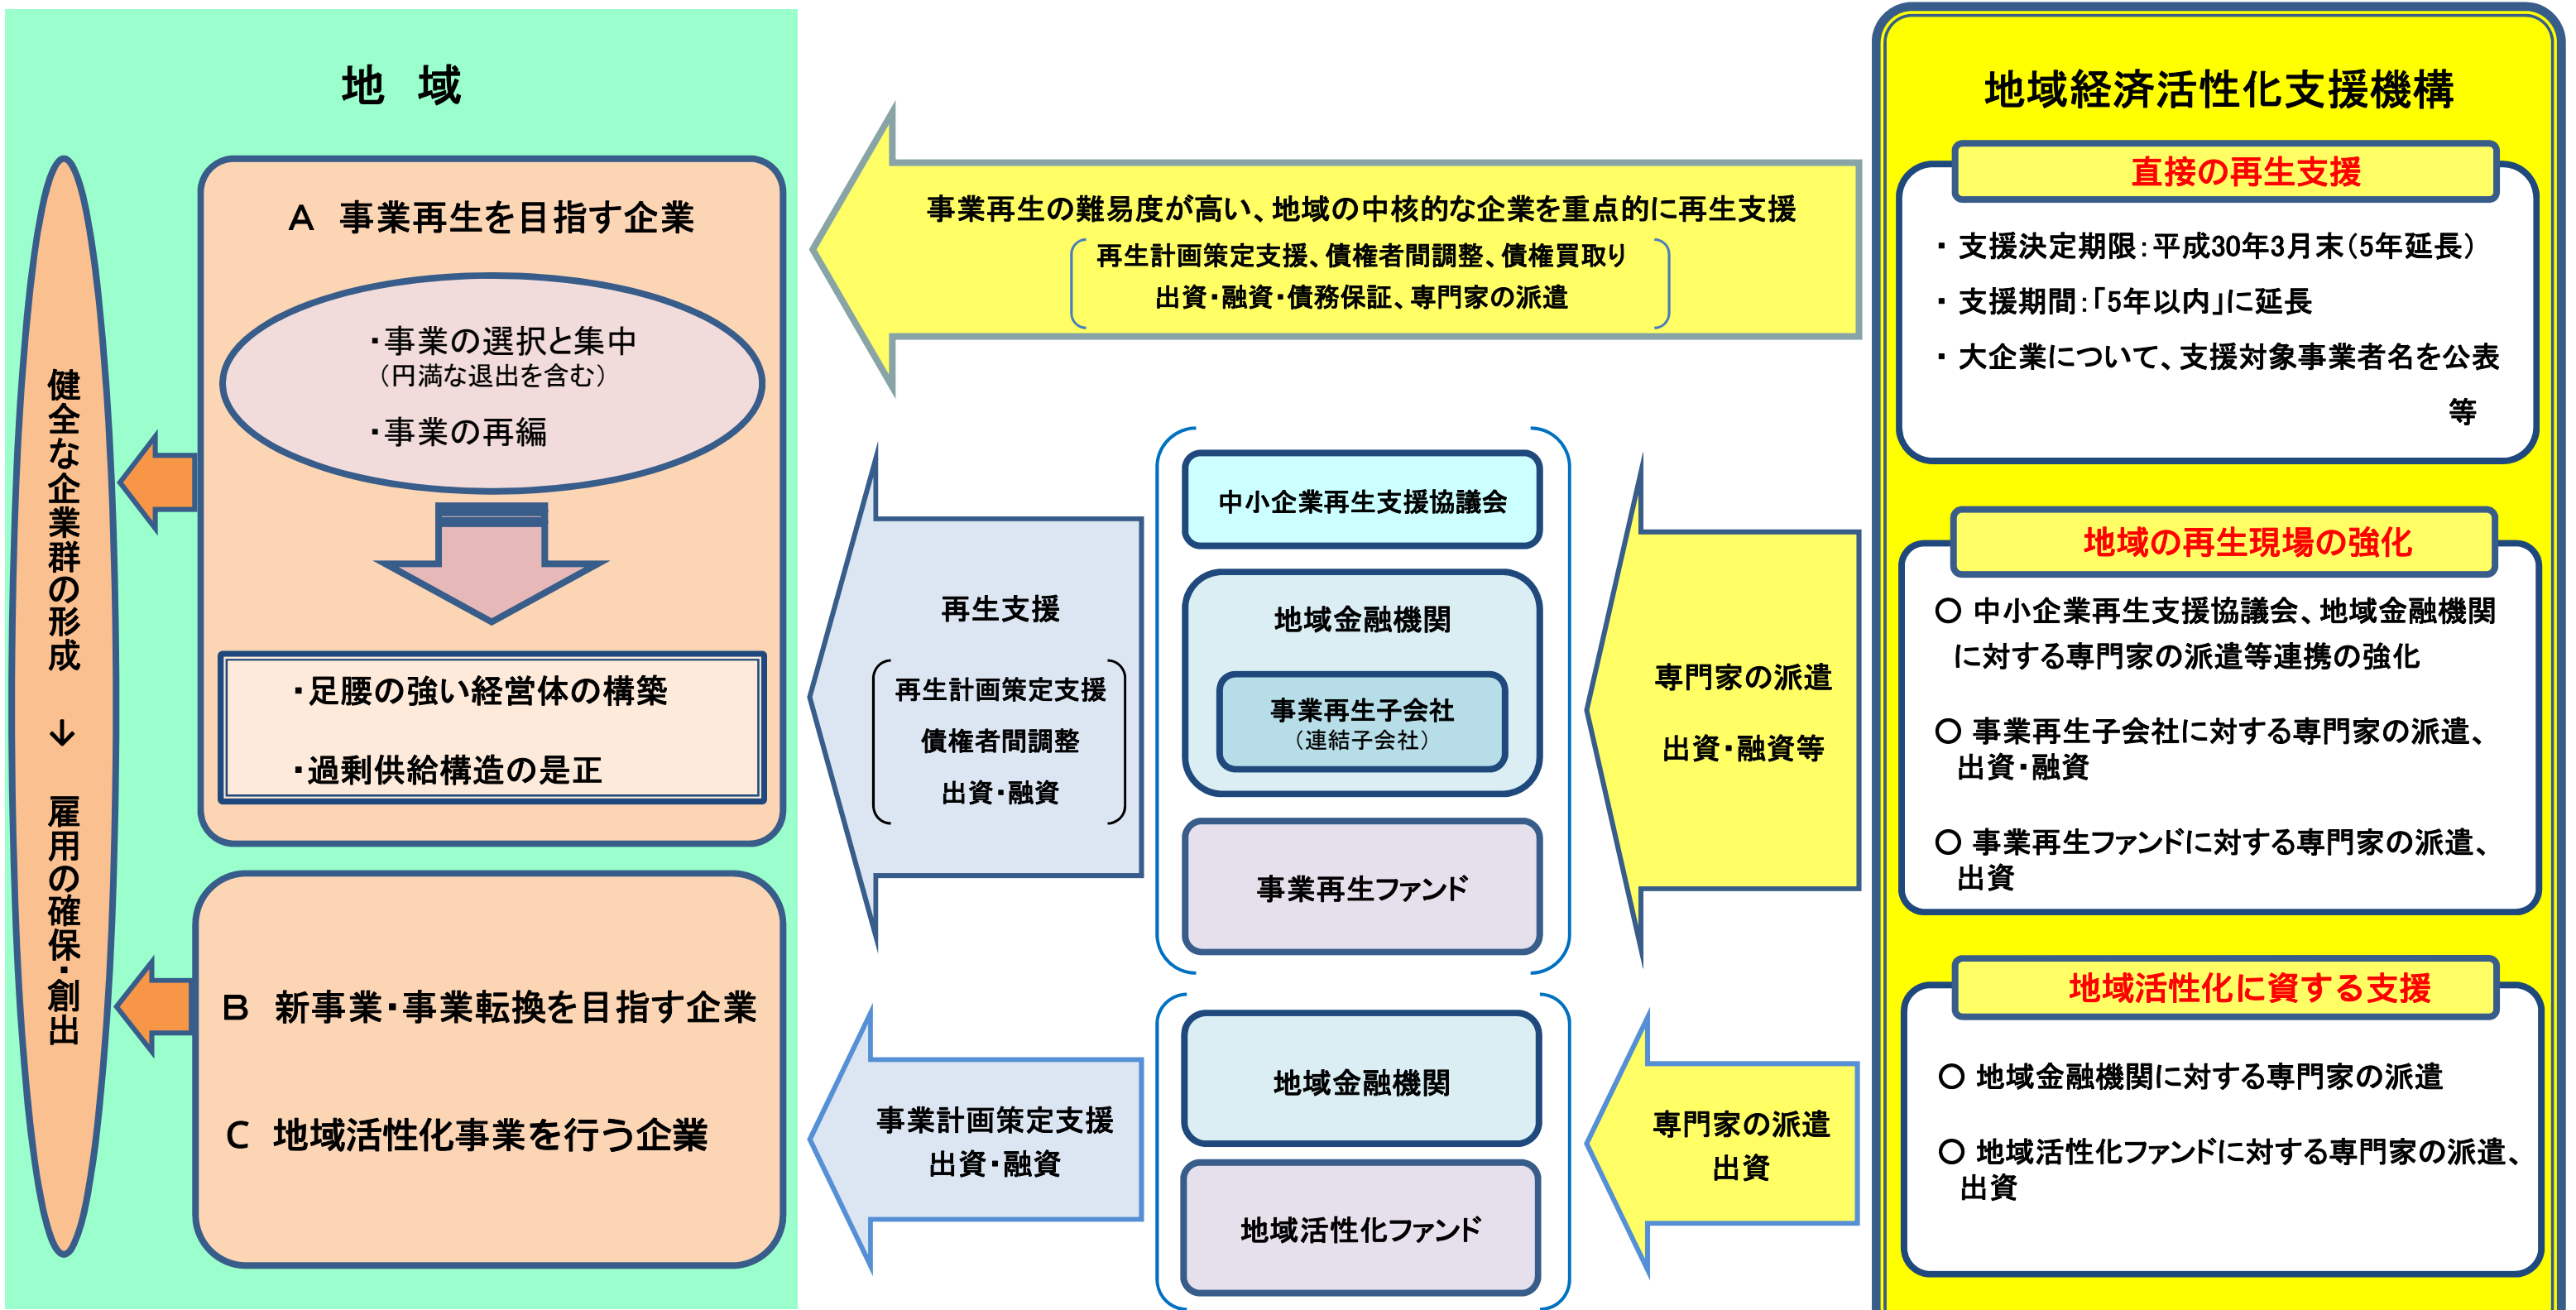 地　域
健全な企業群の形成　↓　雇用の確保・創出
Ａ　事業再生を目指す企業
・事業の選択と集中
（円満な退出を含む）
・事業の再編
・足腰の強い経営体の構築
・過剰供給構造の是正
Ｂ　新事業・事業転換を目指す企業
Ｃ　地域活性化事業を行う企業
事業再生の難易度が高い、地域の中核的な企業を重点的に再生支援
再生計画策定支援、債権者間調整、債権買取り
出資・融資・債務保証、専門家の派遣
再生支援
再生計画策定支援
債権者間調整
出資・融資
中小企業再生支援協議会
地域金融機関
事業再生子会社
（連結子会社）
事業再生ファンド
専門家の派遣
出資・融資等
事業計画策定支援
出資・融資
地域金融機関
地域活性化ファンド
専門家の派遣
出資
地域経済活性化支援機構
直接の再生支援
・ 支援決定期限：平成30年3月末（5年延長）
・ 支援期間：「5年以内」に延長
・ 大企業について、支援対象事業者名を公表
等
地域の再生現場の強化
○ 中小企業再生支援協議会、地域金融機関
に対する専門家の派遣等連携の強化
○ 事業再生子会社に対する専門家の派遣、
出資・融資
○ 事業再生ファンドに対する専門家の派遣、
出資
地域活性化に資する支援
○ 地域金融機関に対する専門家の派遣
○ 地域活性化ファンドに対する専門家の派遣、
出資